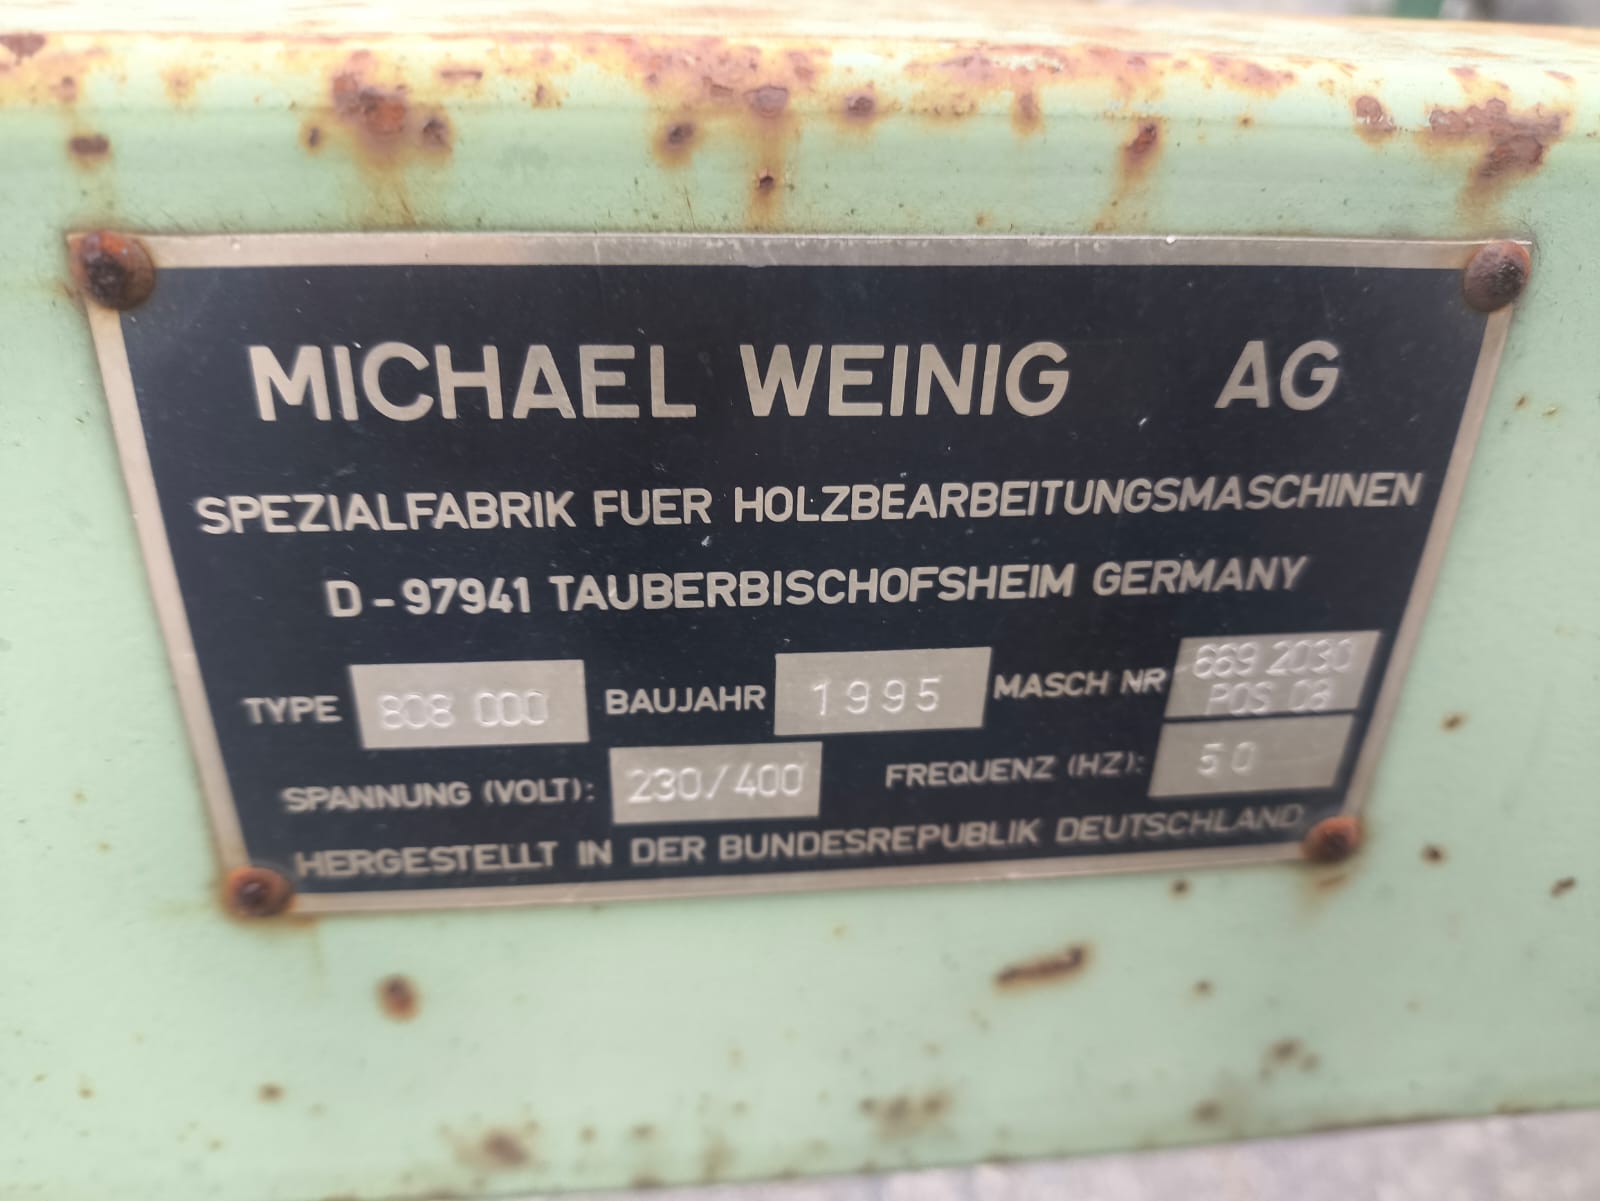 MICHAEL WEINIG AG
SPEZIALFABRIK FUER HOLZBEARBEITUNGSMASCHINEN
D-97941 TAUBERBISCHOFSHEIM GERMANY
TYPE 808 000 BAUJAHR 1995 MASCH NR 669 2030
POS 08
SPANNUNG (VOLT): 230/400 FREQUENZ (HZ): 50
HERGESTELLT IN DER BUNDESREPUBLIK DEUTSCHLAND